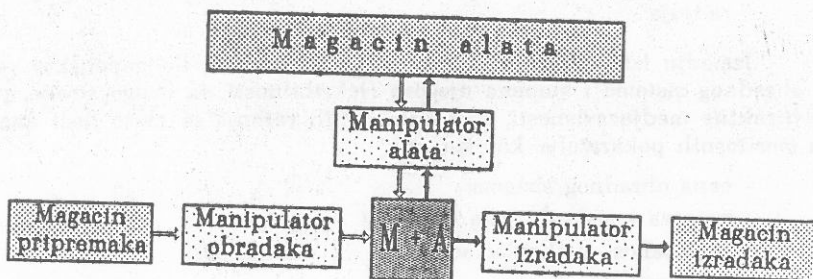 Magacin alata
Manipulator
alata
Magacin
pripremaka
Manipulator
obradaka
M + A
Manipulator
izradaka
Magacin
izradaka